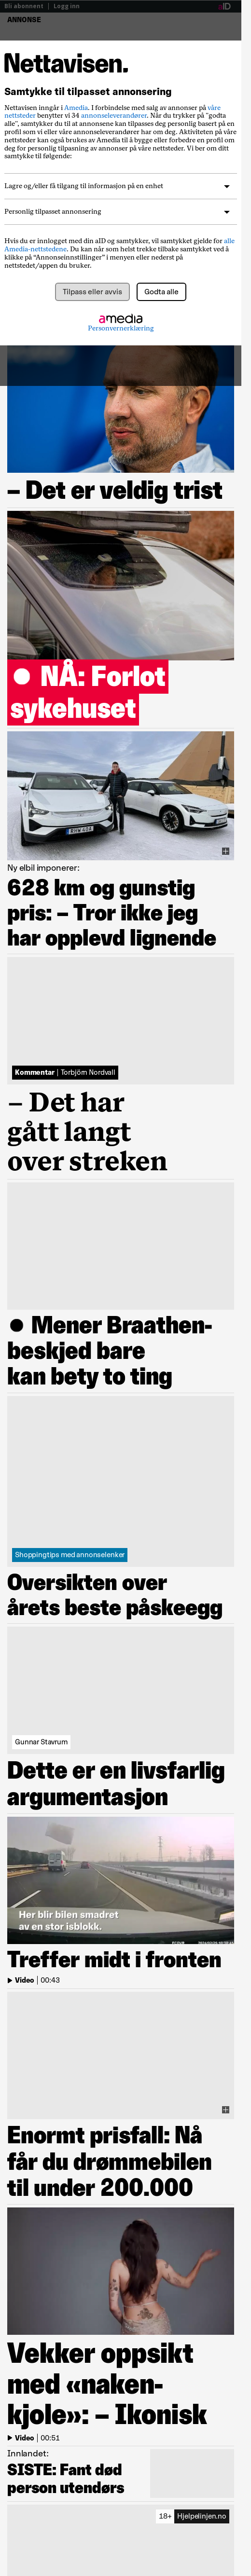 Bli abonnent | Logg inn
aID
ANNONSE
Nettavisen.
Samtykke til tilpasset annonsering
Nettavisen inngår i Amedia. I forbindelse med salg av annonser på våre
nettsteder benytter vi 34 annonseleverandører. Når du trykker på "godta
alle", samtykker du til at annonsene kan tilpasses deg personlig basert på en
profil med info vi eller våre annonseleverandører har om deg. Aktiviteten på våre
nettsteder kan også brukes av Amedia til å bygge eller forbedre en profil om
deg for personlig tilpasning av annonser på våre nettsteder. Vi ber om ditt
samtykke til følgende:
Lagre og/eller få tilgang til informasjon på en enhet
Personlig tilpasset annonsering
Hvis du er innlogget med din aID og samtykker, vil samtykket gjelde for alle
Amedia-nettstedene. Du kan når som helst trekke tilbake samtykket ved å
klikke på “Annonseinnstillinger” i menyen eller nederst på
nettstedet/appen du bruker.
Tilpass eller avvis
Godta alle
amedia
Personvernerklæring
– Det er veldig trist
● NÅ: Forlot
sykehuset
Ny elbil imponerer:
628 km og gunstig
pris: – Tror ikke jeg
har opplevd lignende
Kommentar | Torbjörn Nordvall
– Det har
gått langt
over streken
● Mener Braathen-
beskjed bare
kan bety to ting
Shoppingtips med annonselenker
Oversikten over
årets beste påskeegg
Gunnar Stavrum
Dette er en livsfarlig
argumentasjon
Her blir bilen smadret
av en stor isblokk.
Treffer midt i fronten
Video | 00:43
Enormt prisfall: Nå
får du drømmebilen
til under 200.000
Vekker oppsikt
med «naken-
kjole»: – Ikonisk
Video | 00:51
Innlandet:
SISTE: Fant død
person utendørs
18+ Hjelpelinjen.no